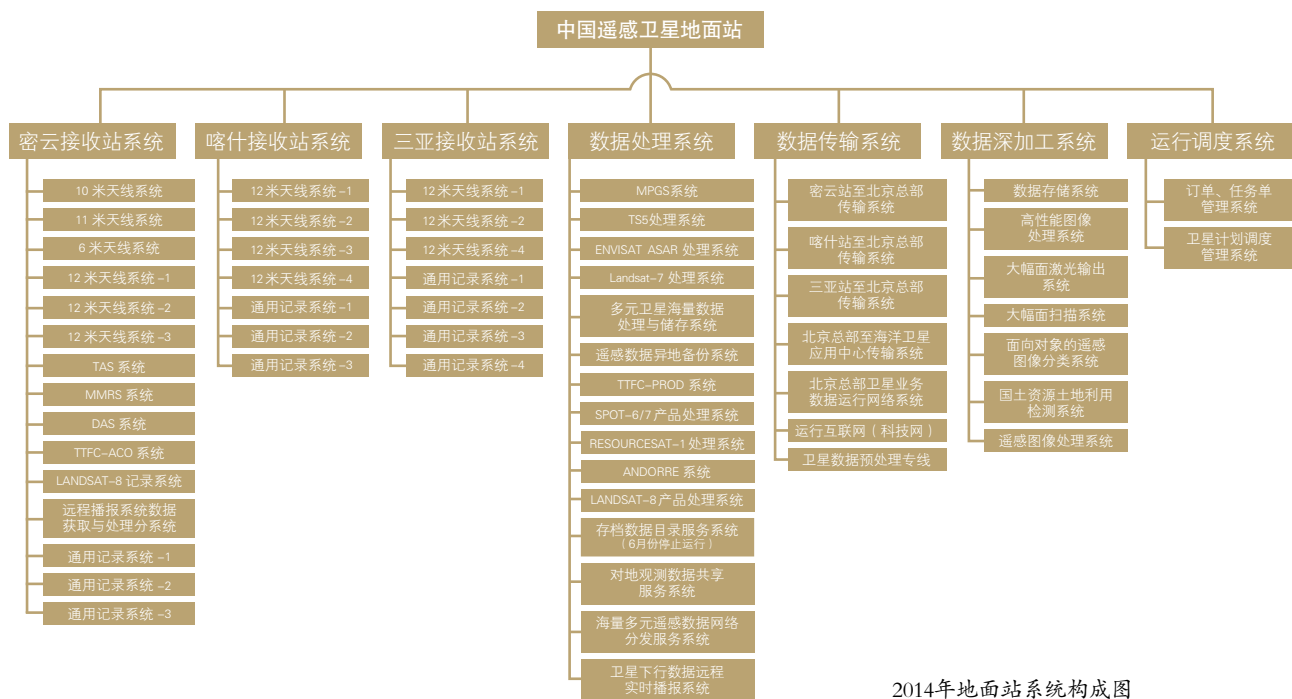 中国遥感卫星地面站
密云接收站系统
10 米天线系统
11 米天线系统
6 米天线系统
12 米天线系统 -1
12 米天线系统 -2
12 米天线系统 -3
TAS 系统
MMRS 系统
DAS 系统
TTFC-ACO 系统
LANDSAT-8 记录系统
远程播报系统数据
获取与处理分系统
通用记录系统 -1
通用记录系统 -2
通用记录系统 -3
喀什接收站系统
12米天线系统 -1
12米天线系统 -2
12米天线系统 -3
12米天线系统 -4
通用记录系统 -1
通用记录系统 -2
通用记录系统 -3
三亚接收站系统
12米天线系统 -1
12米天线系统 -2
12米天线系统 -4
通用记录系统 -1
通用记录系统 -2
通用记录系统 -3
通用记录系统 -4
数据处理系统
MPGS系统
TS5处理系统
ENVISAT ASAR 处理系统
Landsat-7 处理系统
多元卫星海量数据
处理与储存系统
遥感数据异地备份系统
TTFC-PROD 系统
SPOT-6/7 产品处理系统
RESOURCESAT-1 处理系统
ANDORRE 系统
LANDSAT-8 产品处理系统
存档数据目录服务系统
（6月份停止运行）
对地观测数据共享
服务系统
海量多元遥感数据网络
分发服务系统
卫星下行数据远程
实时播报系统
数据传输系统
密云站至北京总部
传输系统
喀什站至北京总部
传输系统
三亚站至北京总部
传输系统
北京总部至海洋卫星
应用中心传输系统
北京总部卫星业务
数据运行网络系统
运行互联网（科技网）
卫星数据预处理专线
数据深加工系统
数据存储系统
高性能图像
处理系统
大幅面激光输出
系统
大幅面扫描系统
面向对象的遥感
图像分类系统
国土资源土地利用
检测系统
遥感图像处理系统
运行调度系统
订单、任务单
管理系统
卫星计划调度
管理系统
2014年地面站系统构成图